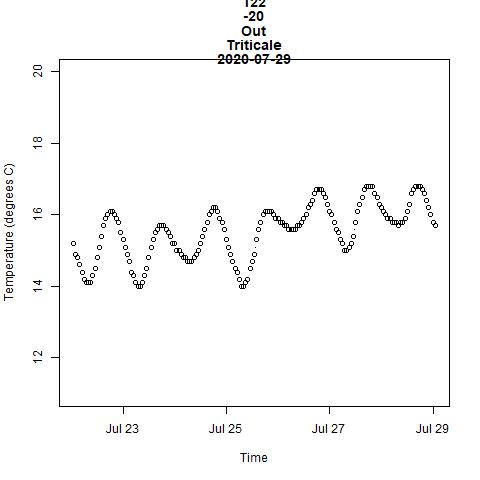 122
-20
Out
Triticale
2020-07-29
Temperature (degrees C)
20
18
16
14
12
Jul 23
Jul 25
Jul 27
Jul 29
Time